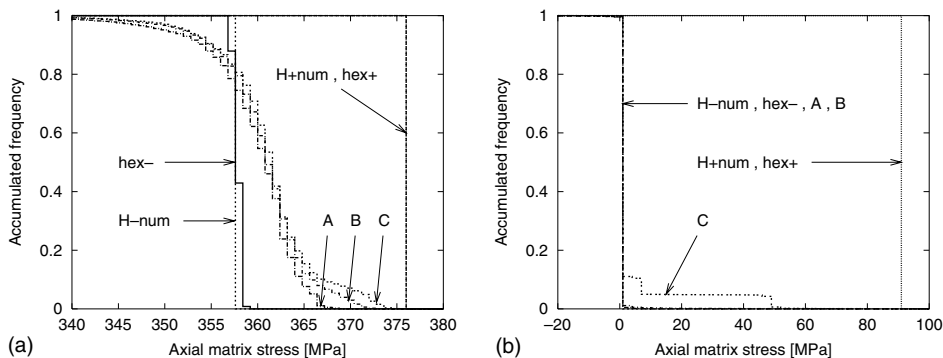 1
0.8
0.6
0.4
0.2
0
Accumulated frequency
H+num , hex+
hex−
H−num
A B C
340 345 350 355 360 365 370 375 380
Axial matrix stress [MPa]
(a)
1
0.8
0.6
0.4
0.2
0
Accumulated frequency
H−num , hex− , A , B
H+num , hex+
C
−20 0 20 40 60 80 100
Axial matrix stress [MPa]
(b)